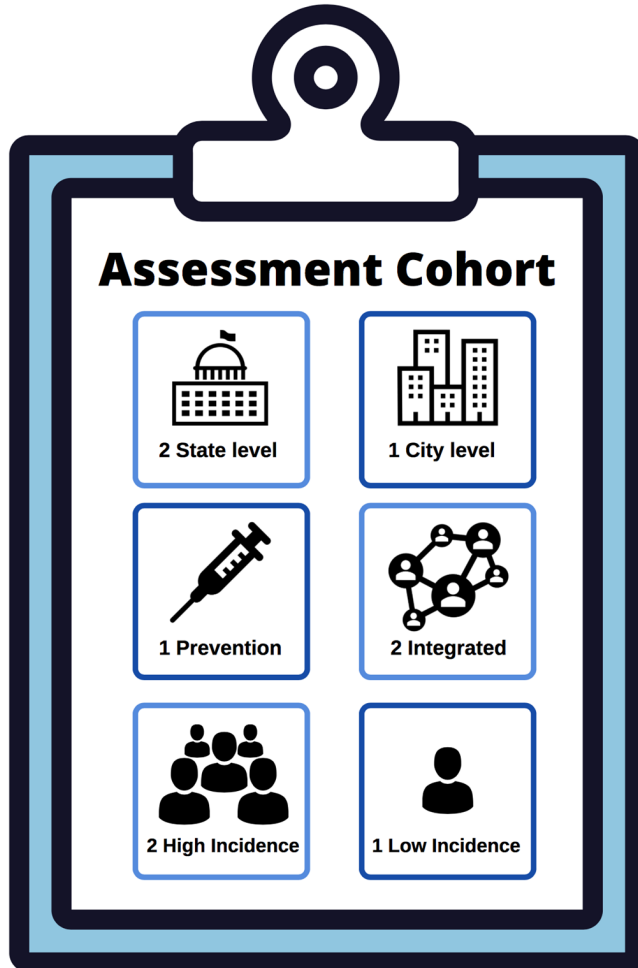 Assessment Cohort
2 State level
1 City level
1 Prevention
2 Integrated
2 High Incidence
1 Low Incidence